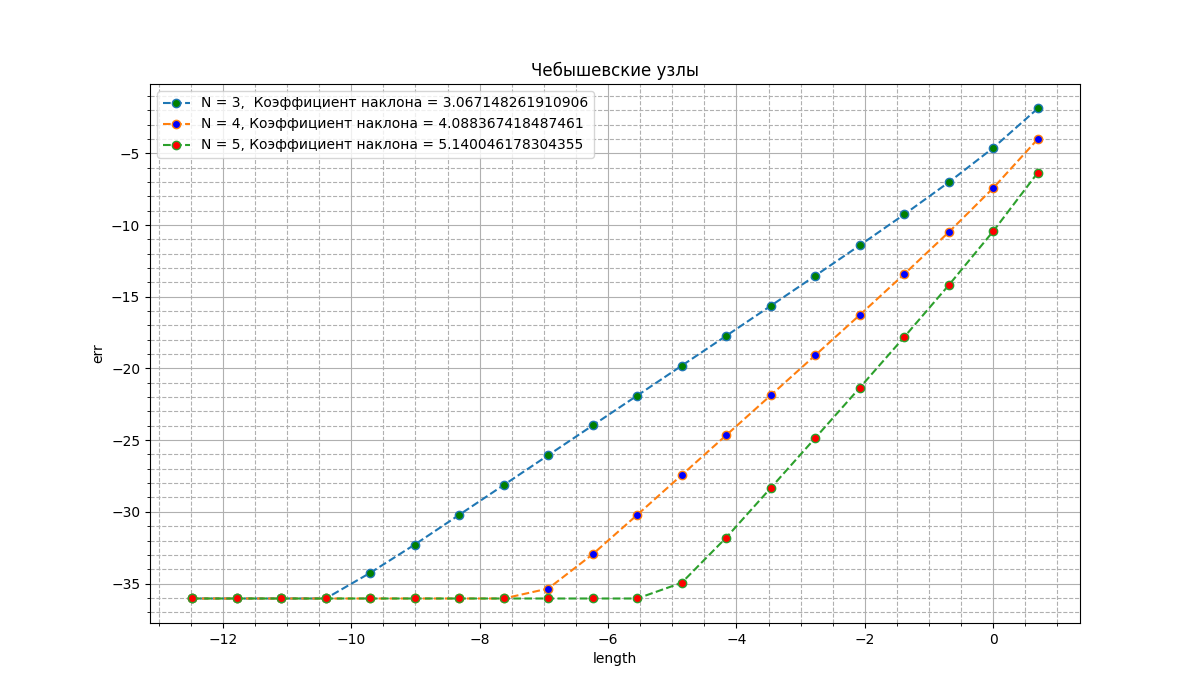 Чебышевские узлы
N = 3,  Коэффициент наклона = 3.067148261910906
N = 4, Коэффициент наклона = 4.088367418487461
N = 5, Коэффициент наклона = 5.140046178304355
−5
−10
−15
−20
−25
−30
−35
err
−12
−10
−8
−6
−4
−2
0
length